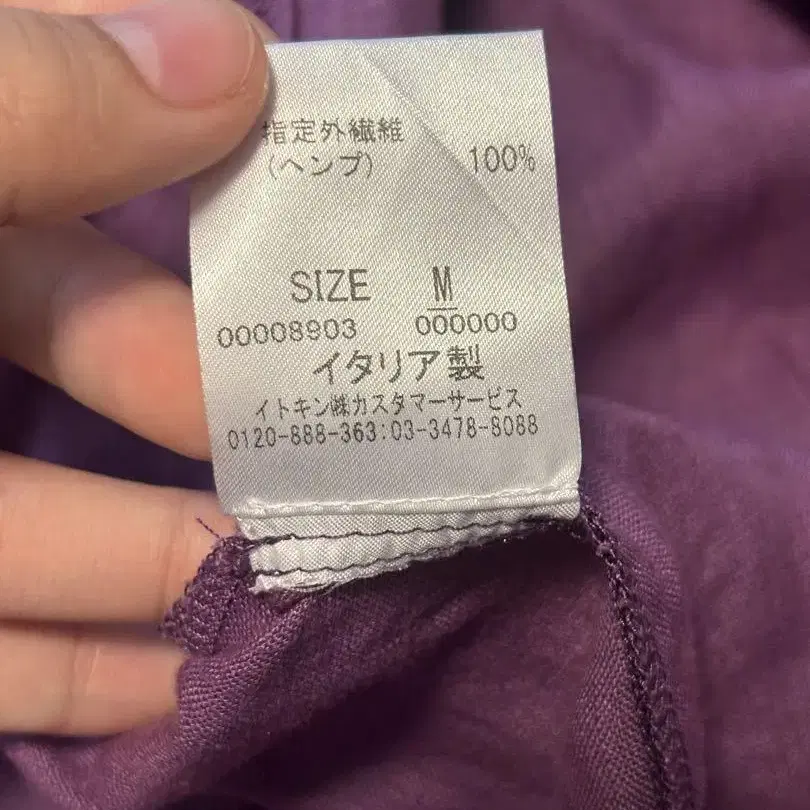 指定外繊維
(ヘンプ) 100%
SIZE M
00008903 000000
イタリア製
イトキン㈱カスタマーサービス
0120-888-363:03-3478-8088